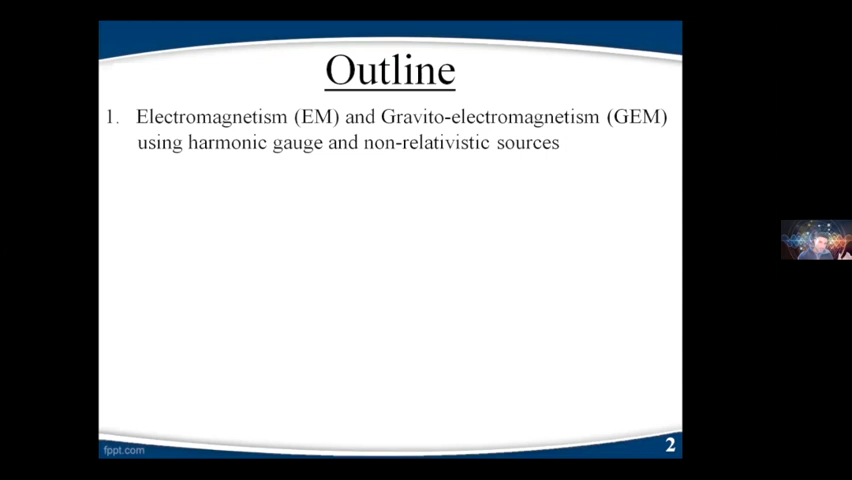 Outline
1. Electromagnetism (EM) and Gravito-electromagnetism (GEM)
using harmonic gauge and non-relativistic sources
fppt.com
2